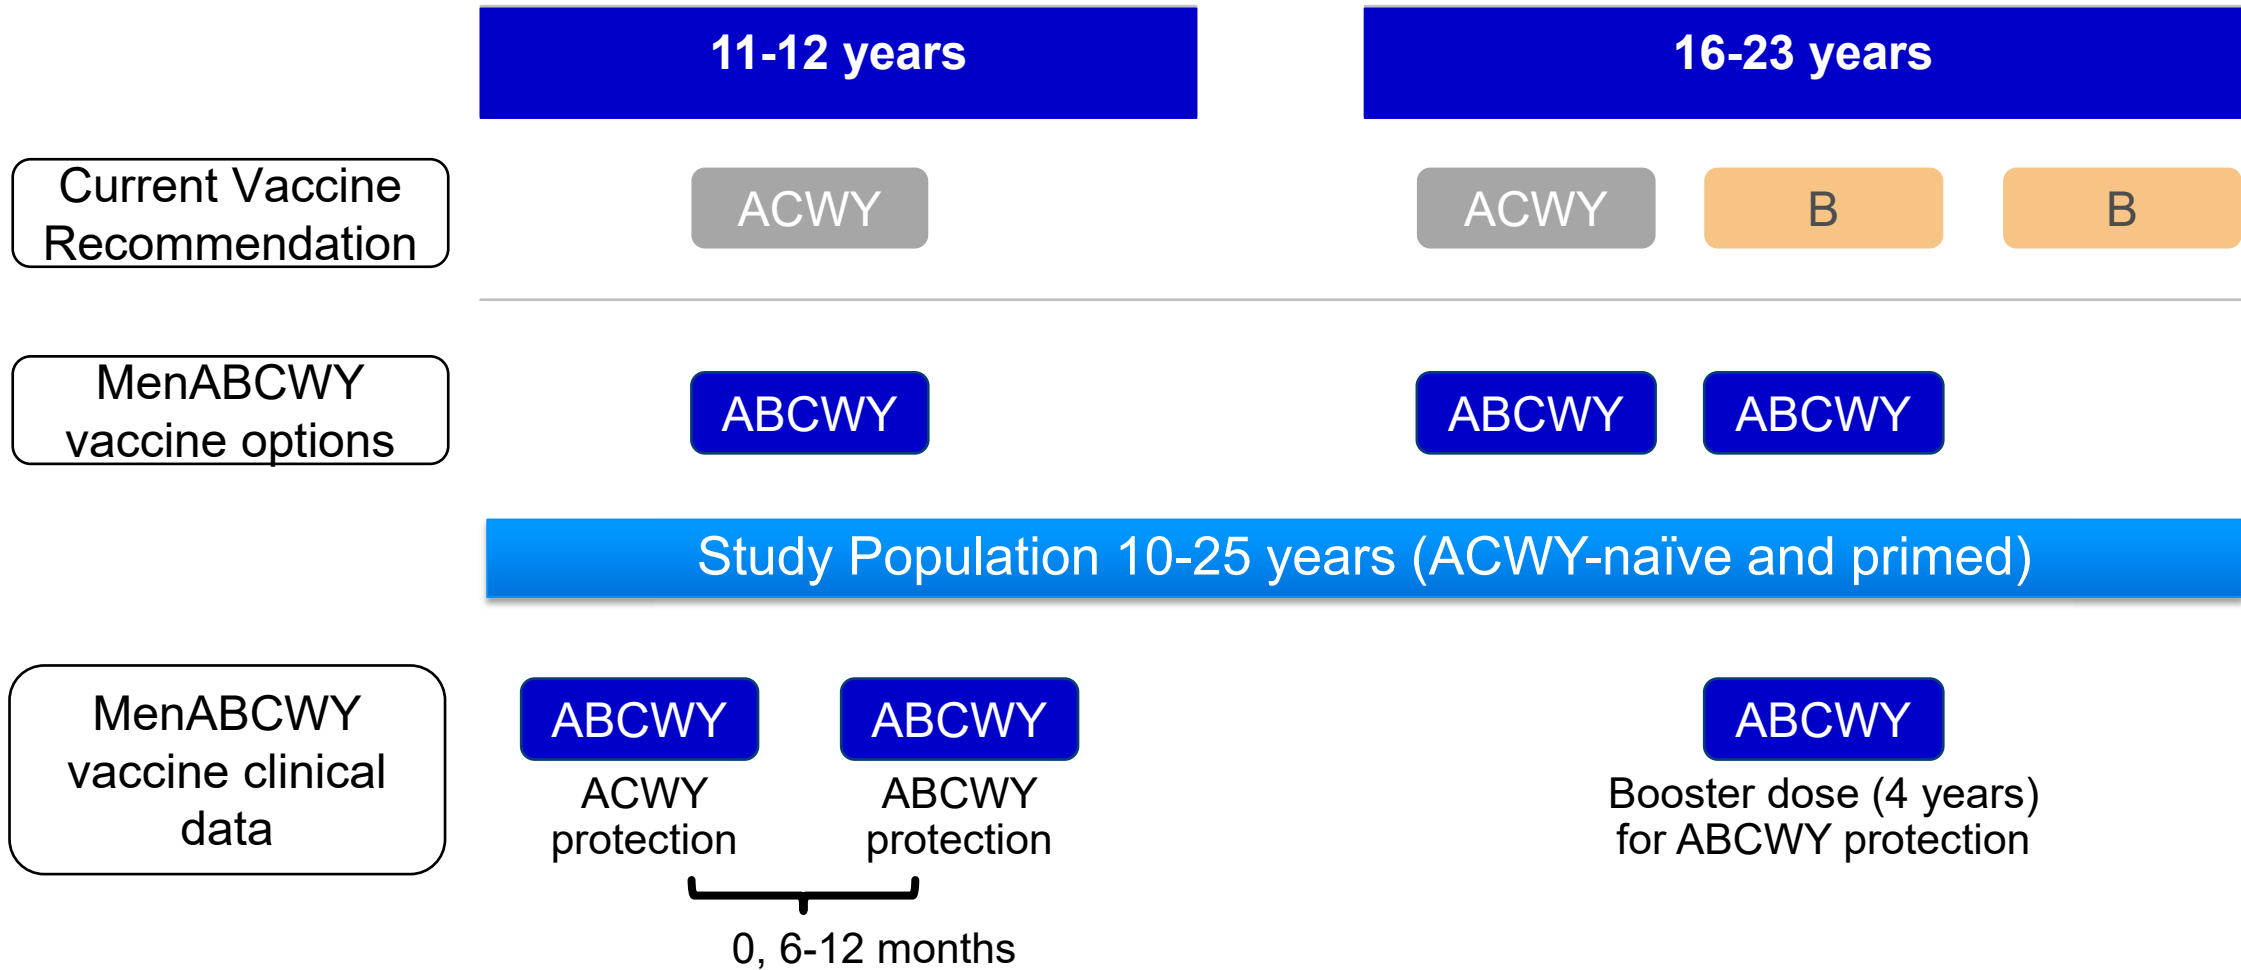 11-12 years
16-23 years
Current Vaccine
Recommendation
ACWY
ACWY
B
B
MenABCWY
vaccine options
ABCWY
ABCWY
ABCWY
Study Population 10-25 years (ACWY-naïve and primed)
MenABCWY
vaccine clinical
data
ABCWY
ACWY
protection
ABCWY
ABCWY
protection
0, 6-12 months
ABCWY
Booster dose (4 years)
for ABCWY protection